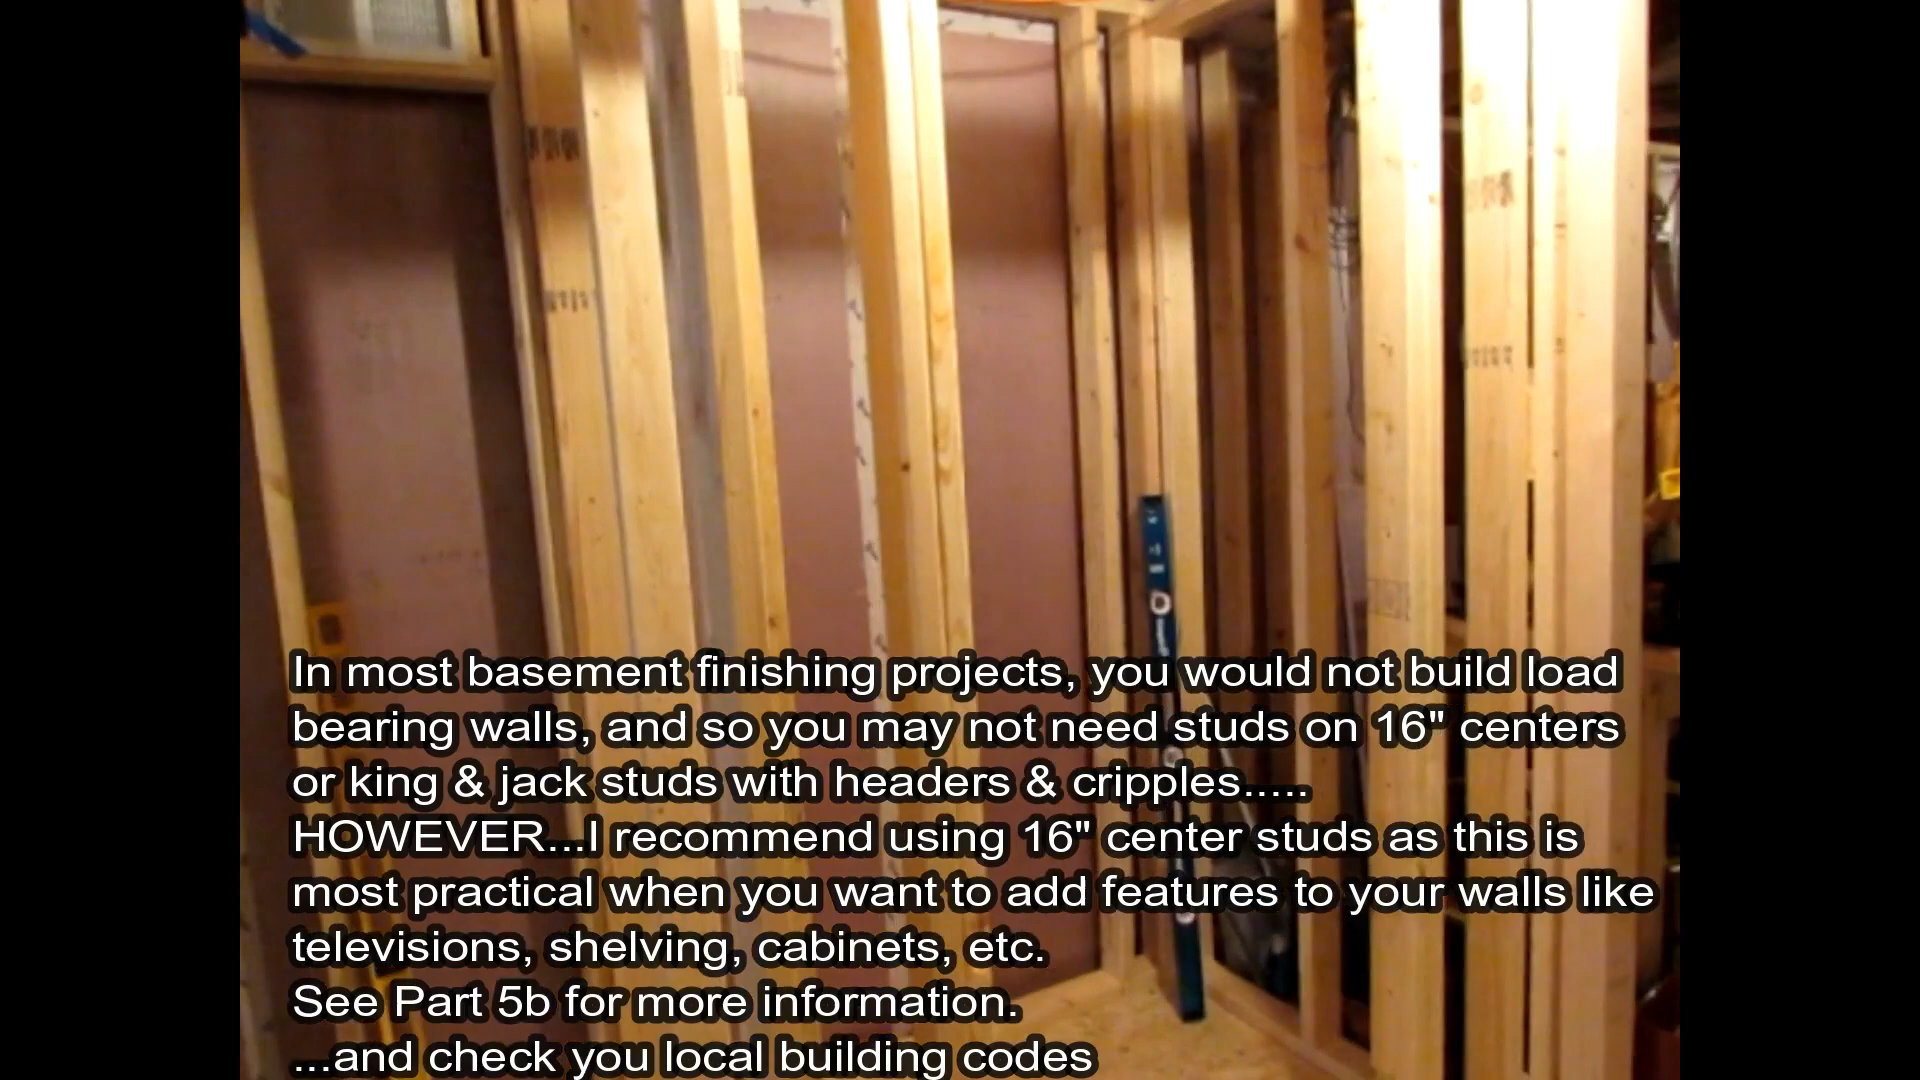 In most basement finishing projects, you would not build load
bearing walls, and so you may not need studs on 16" centers
or king & jack studs with headers & cripples.....
HOWEVER...I recommend using 16" center studs as this is
most practical when you want to add features to your walls like
televisions, shelving, cabinets, etc.
See Part 5b for more information.
...and check you local building codes